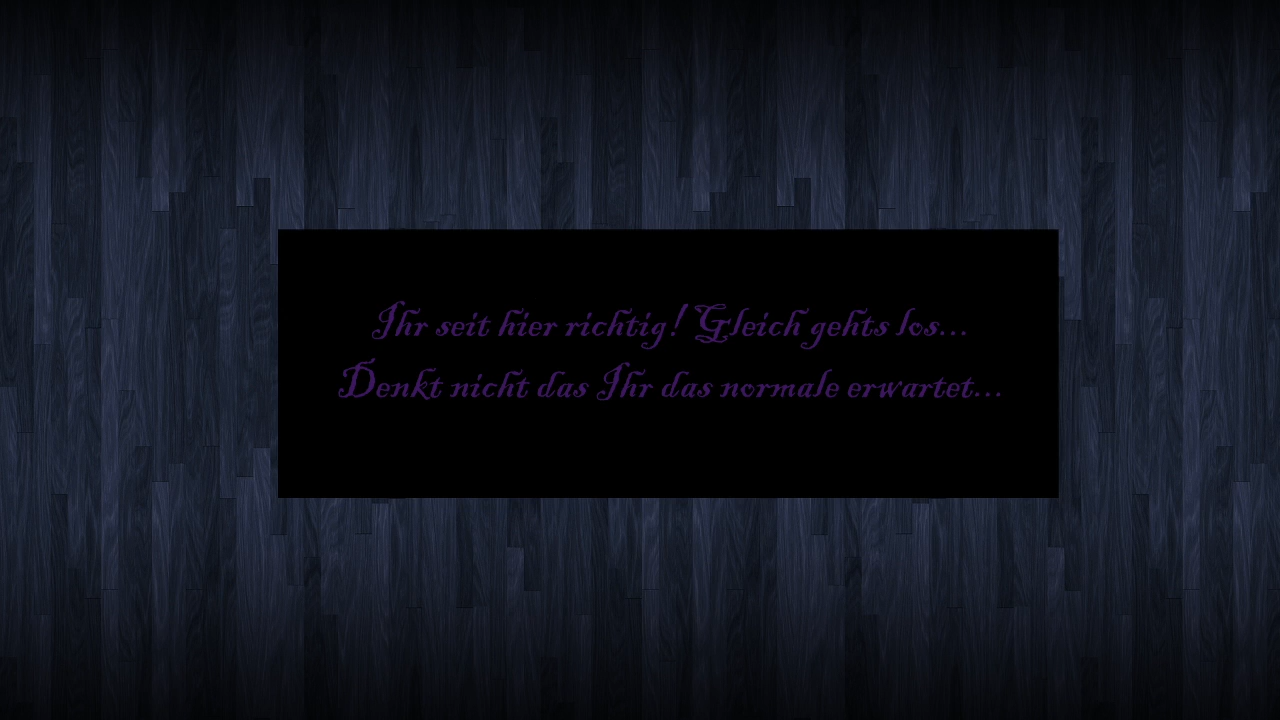 Ihr seit hier richtig! Gleich gehts los...
Denkt nicht das Ihr das normale erwartet...